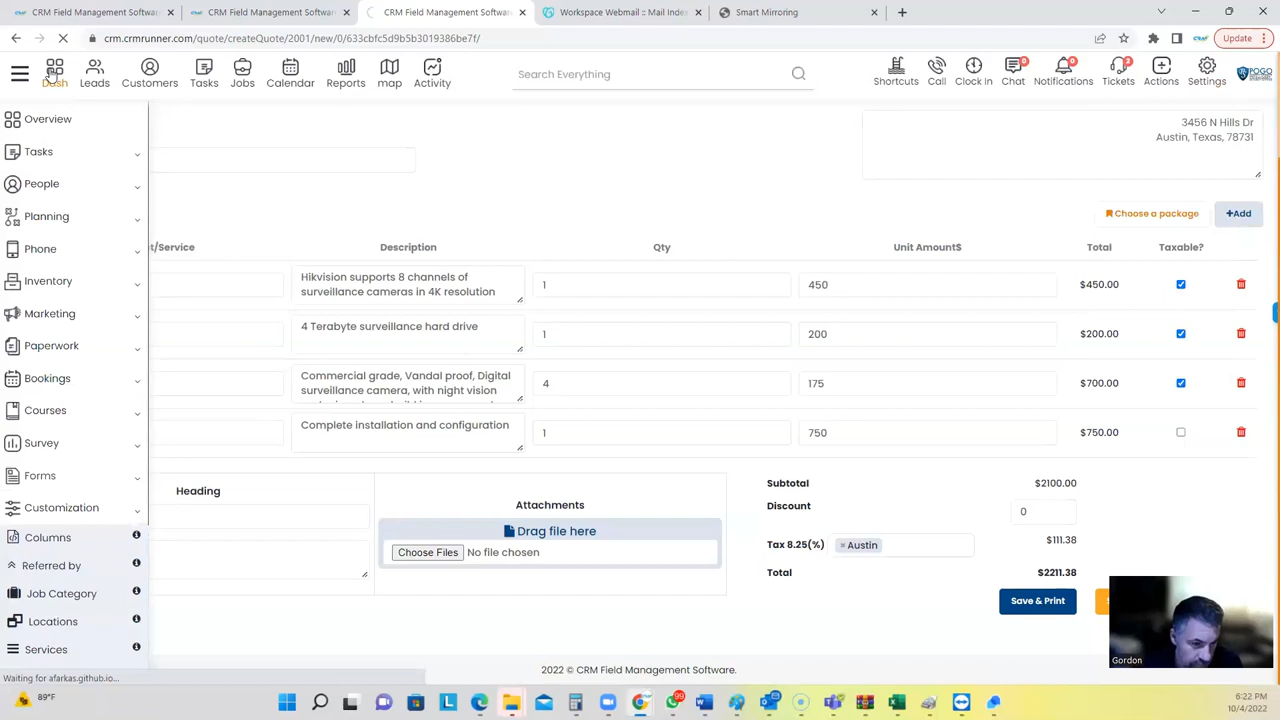 CRM Field Management Softwar
CRM Field Management Softwar
CRM Field Management Softwar
Workspace Webmail :: Mail Index
Smart Mirroring
crm.crmrunner.com/quote/createQuote/2001/new/0/633cbfc5d9b5b3019386be7f/
Update
Dash
Leads
Customers
Tasks
Jobs
Calendar
Reports
map
Activity
Search Everything
Shortcuts
Call
Clock In
Chat
0
Notifications
0
Tickets
2
Actions
Settings
POGO
Overview
Tasks
People
Planning
Phone
Inventory
Marketing
Paperwork
Bookings
Courses
Survey
Forms
Customization
Columns
Referred by
Job Category
Locations
Services
3456 N Hills Dr
Austin, Texas, 78731
Choose a package
+Add
t/Service Description Qty Unit Amount$ Total Taxable?
Hikvision supports 8 channels of
surveillance cameras in 4K resolution
1 450 $450.00
4 Terabyte surveillance hard drive 1 200 $200.00
Commercial grade, Vandal proof, Digital
surveillance camera, with night vision
4 175 $700.00
Complete installation and configuration 1 750 $750.00
Heading
Attachments
Drag file here
Choose Files No file chosen
Subtotal $2100.00
Discount 0
Tax 8.25(%) × Austin $111.38
Total $2211.38
Save & Print
Gordon
2022 © CRM Field Management Software.
Waiting for afarkas.github.io...
89°F
99
6:22 PM
10/4/2022